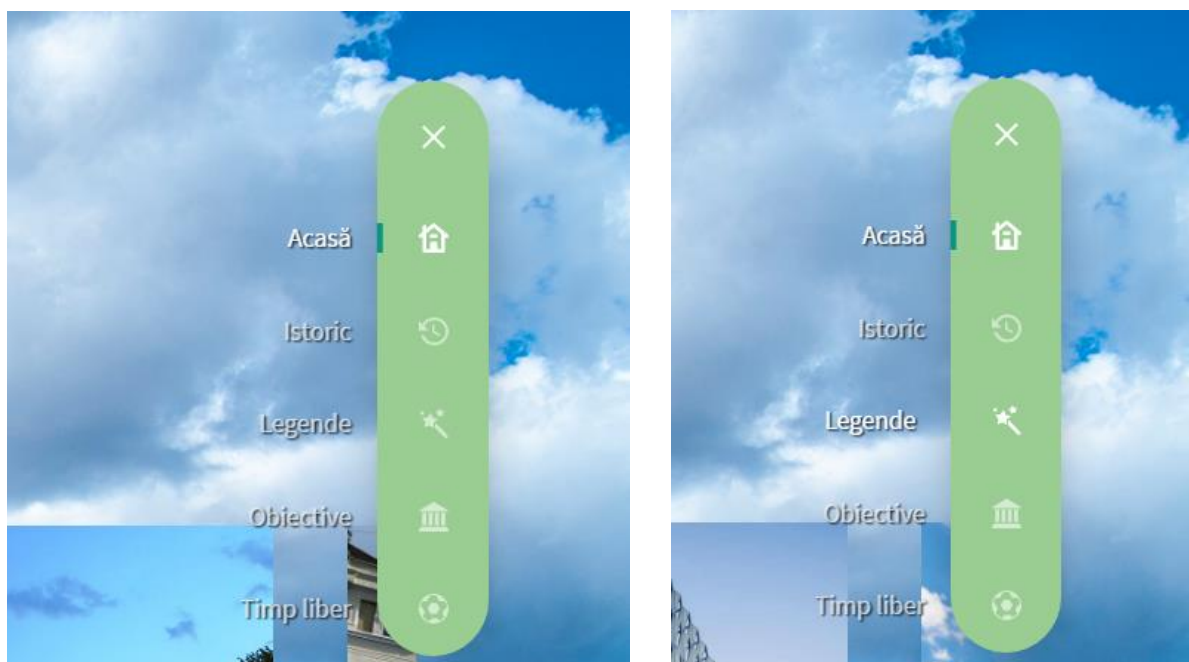 Acasă
Istoric
Legende
Obiective
Timp liber
Acasă
Istoric
Legende
Obiective
Timp liber